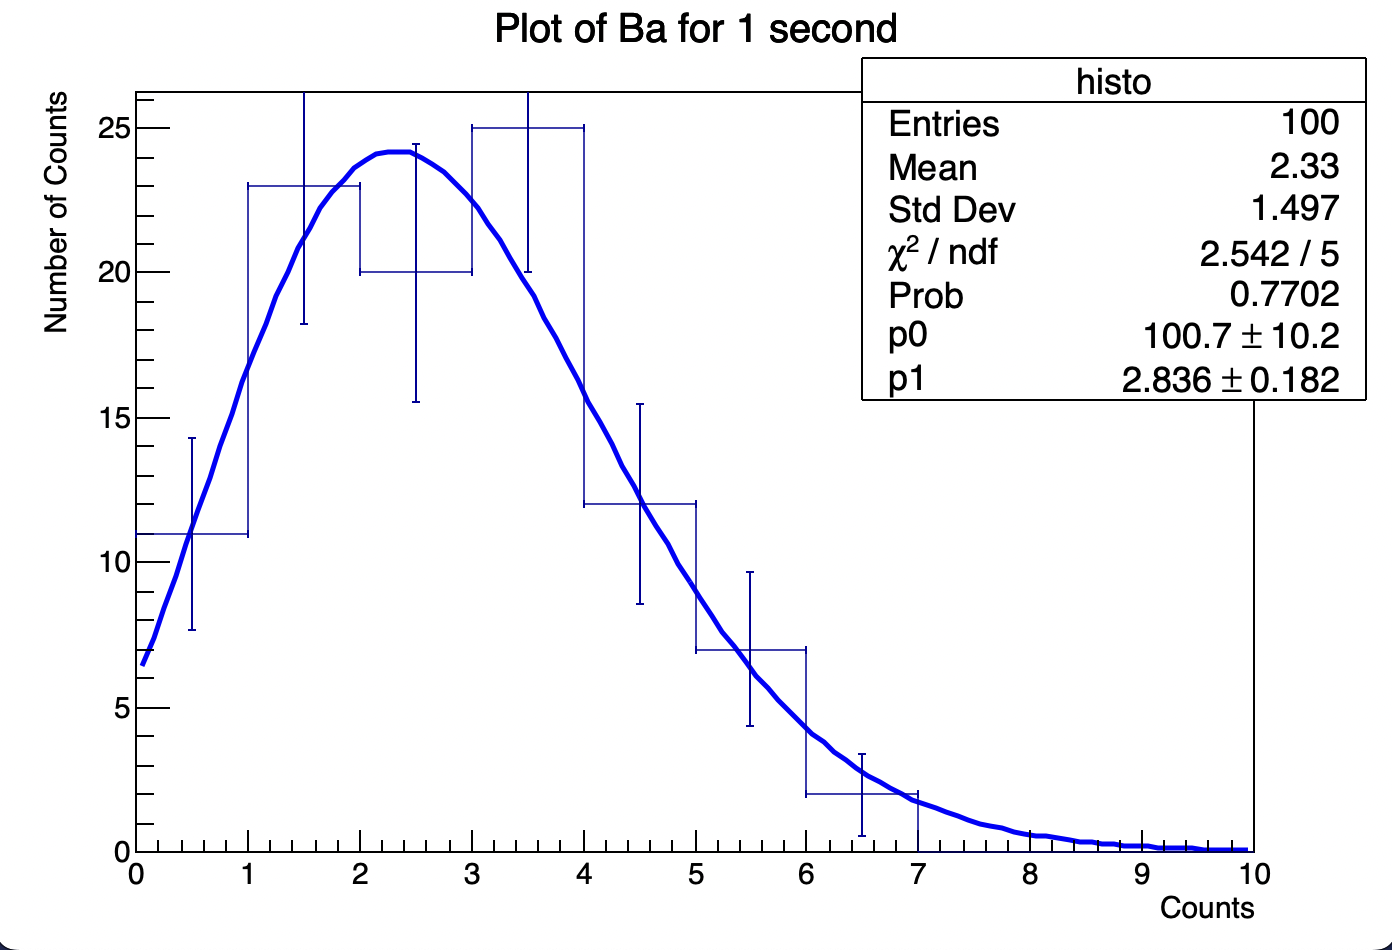 Plot of Ba for 1 second
histo
Entries 100
Mean 2.33
Std Dev 1.497
χ² / ndf 2.542 / 5
Prob 0.7702
p0 100.7 ± 10.2
p1 2.836 ± 0.182
Number of Counts
25
20
15
10
5
0
0 1 2 3 4 5 6 7 8 9 10
Counts